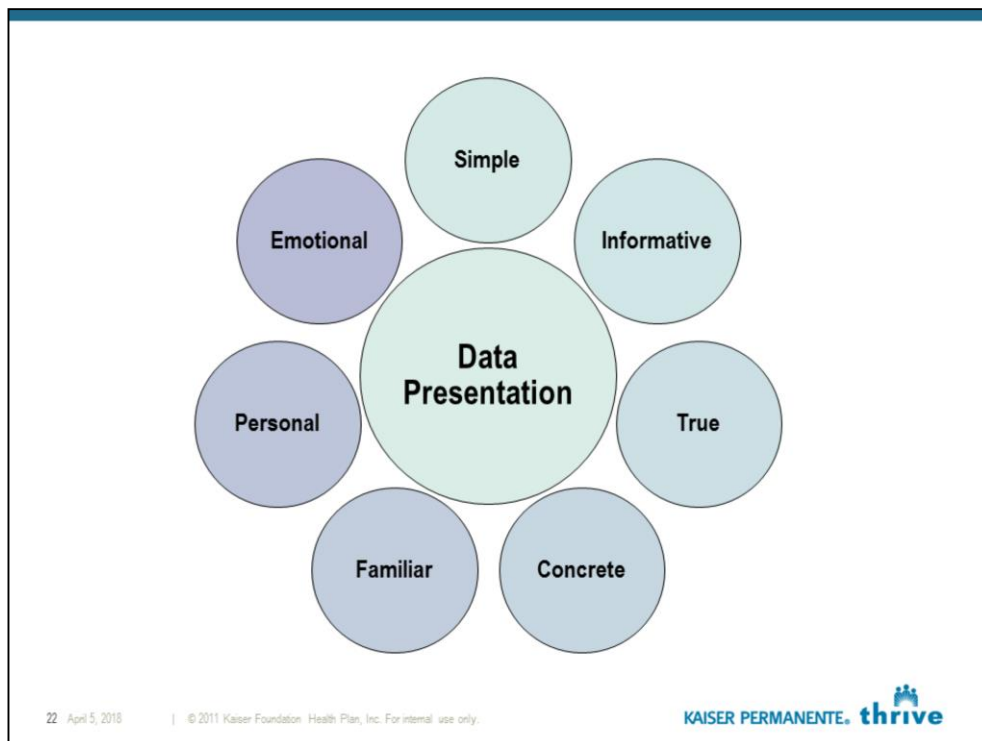 Simple
Emotional
Informative
Data
Presentation
Personal
True
Familiar
Concrete
22 April 5, 2018 | © 2011 Kaiser Foundation Health Plan, Inc. For internal use only.
KAISER PERMANENTE® thrive